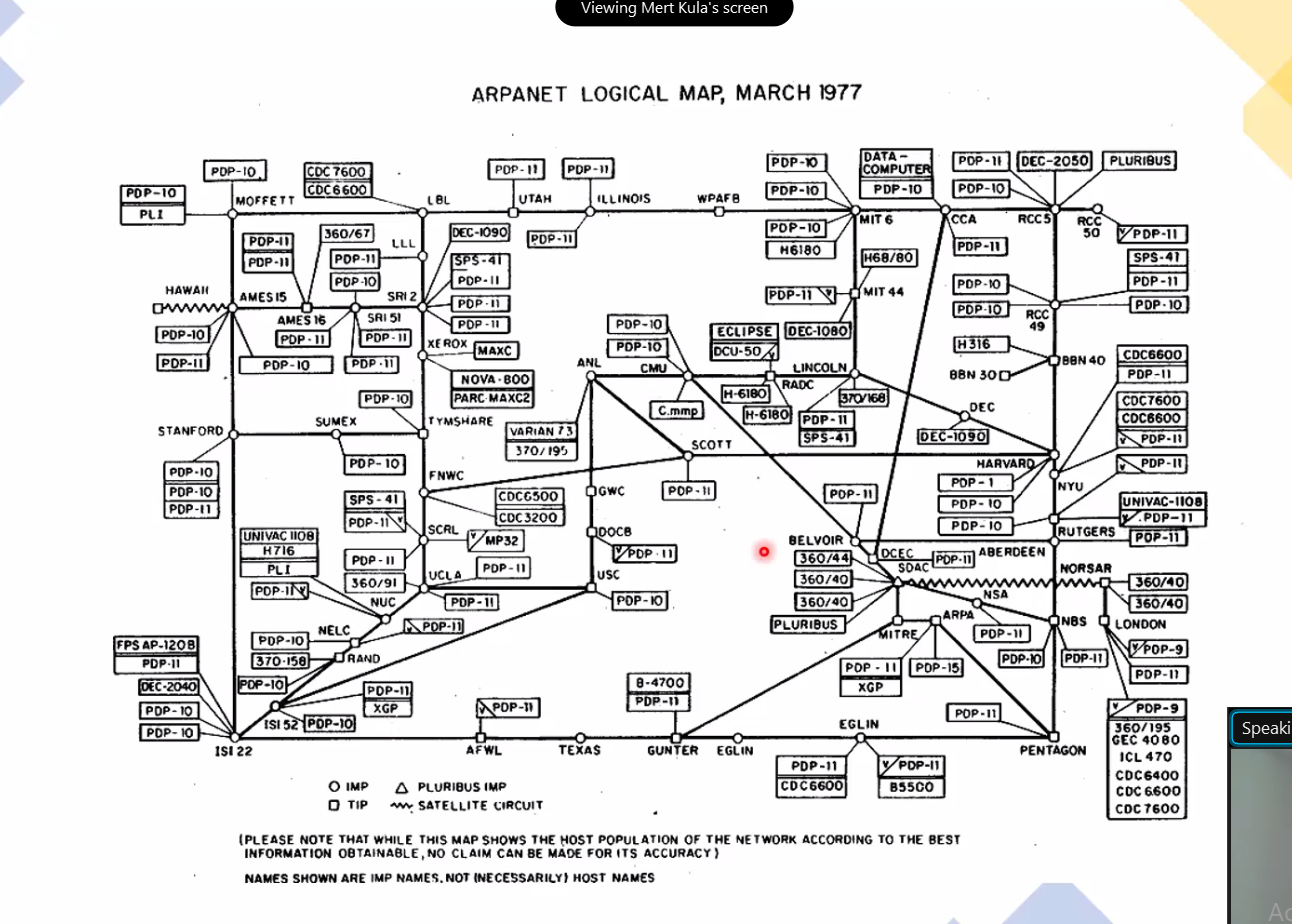 Viewing Mert Kula's screen
ARPANET LOGICAL MAP, MARCH 1977
PDP-10
PDP-10
PLI
MOFFETT
CDC 7600
CDC6600
LBL
PDP-11
UTAH
PDP-11
ILLINOIS
PDP-11
WPAFB
PDP-10
PDP-10
PDP-10
H6180
MIT 6
DATA-
COMPUTER
PDP-10
CCA
PDP-11
PDP-11
PDP-10
DEC-2050
PLURIBUS
RCC5
RCC
50
PDP-11
PDP-11
PDP-11
360/67
LLL
PDP-11
PDP-10
DEC-1090
SPS-41
PDP-11
PDP-11
PDP-11
HAWAII
AMES15
AMES16
SRI51
SRI2
PDP-10
PDP-11
PDP-10
PDP-11
PDP-11
PDP-11
H68/80
PDP-11
MIT 44
DEC-1080
PDP-10
PDP-10
RCC
49
SPS-41
PDP-11
PDP-10
XEROX
MAXC
NOVA-800
PARC-MAXC2
ANL
PDP-10
PDP-10
CMU
C.mmp
ECLIPSE
DCU-50
RADC
H-6180
H-6180
LINCOLN
370/168
PDP-11
SPS-41
H316
BBN 40
BBN 30
DEC
DEC-1090
CDC6600
PDP-11
CDC7600
CDC6600
PDP-11
PDP-11
STANFORD
SUMEX
PDP-10
TYMSHARE
PDP-10
PDP-10
PDP-10
PDP-11
VARIAN 73
370/195
SCOTT
PDP-11
HARVARD
PDP-1
PDP-10
PDP-10
NYU
FNWC
CDC6500
CDC3200
GWC
SPS-41
PDP-11
SCRL
MP32
PDP-11
360/91
UCLA
PDP-11
PDP-11
DOCB
PDP-11
USC
PDP-10
PDP-11
BELVOIR
DCEC
PDP-11
ABERDEEN
UNIVAC-1108
PDP-11
RUTGERS
PDP-11
UNIVAC 1108
H716
PLI
PDP-11
NUC
360/44
360/40
360/40
PLURIBUS
SDAC
NORSAR
360/40
360/40
NSA
PDP-11
MITRE
ARPA
PDP-11
XGP
PDP-15
NBS
PDP-10
PDP-11
LONDON
PDP-9
PDP-11
NELC
PDP-11
PDP-10
370-158
RAND
PDP-10
FPS AP-120B
PDP-11
DEC-2040
PDP-10
PDP-10
ISI 22
ISI 52
PDP-10
PDP-11
XGP
PDP-11
AFWL
TEXAS
B-4700
PDP-11
GUNTER
EGLIN
EGLIN
PDP-11
CDC6600
PDP-11
B5500
PDP-11
PENTAGON
PDP-9
360/195
GEC 4080
ICL 470
CDC6400
CDC6600
CDC7600
Speaki
IMP
PLURIBUS IMP
TIP
SATELLITE CIRCUIT
(PLEASE NOTE THAT WHILE THIS MAP SHOWS THE HOST POPULATION OF THE NETWORK ACCORDING TO THE BEST
INFORMATION OBTAINABLE, NO CLAIM CAN BE MADE FOR ITS ACCURACY)
NAMES SHOWN ARE IMP NAMES, NOT (NECESSARILY) HOST NAMES